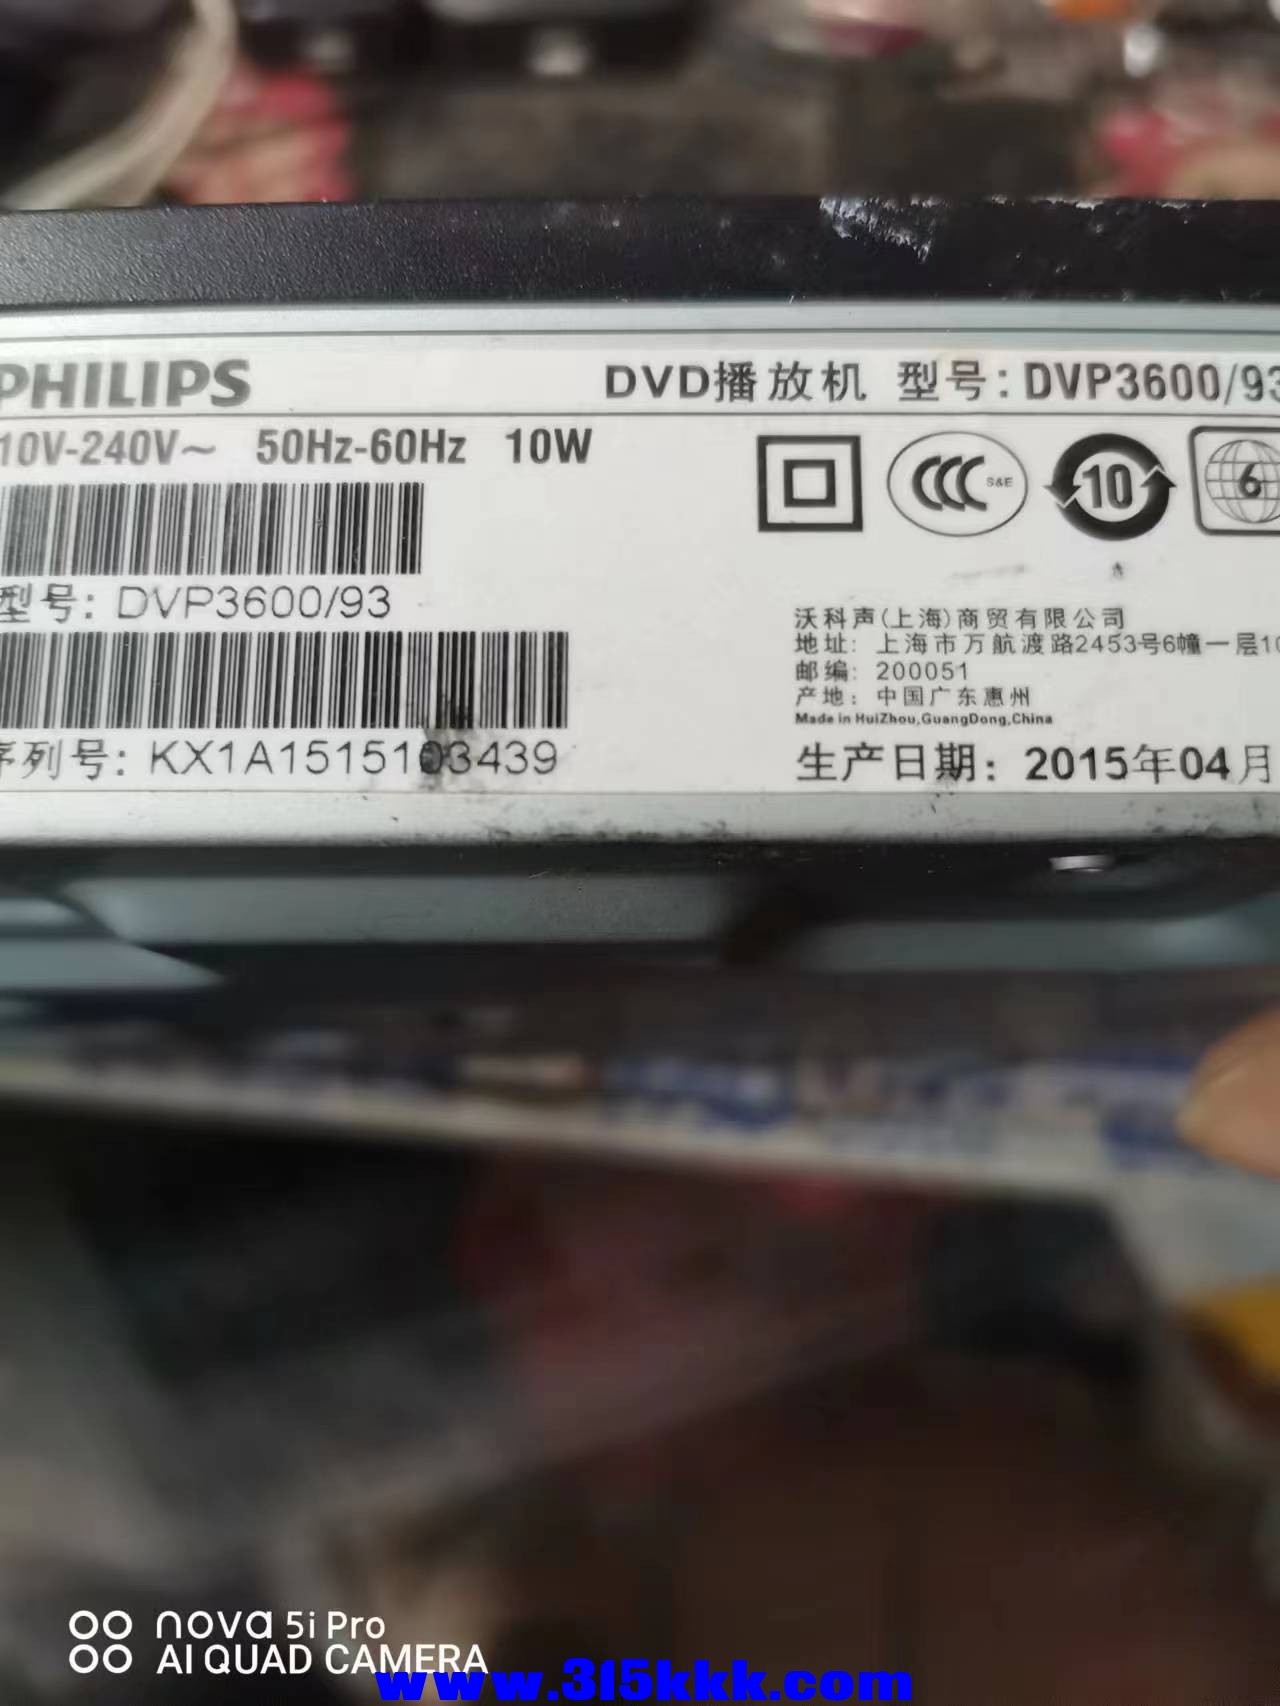 PHILIPS DVD播放机 型号: DVP3600/93
10V-240V~ 50Hz-60Hz 10W
CCC S&E 10 6
型号: DVP3600/93
沃科声(上海)商贸有限公司
地址: 上海市万航渡路2453号6幢一层10
邮编: 200051
产地: 中国广东惠州
Made in HuiZhou,GuangDong,China
序列号: KX1A1515103439
生产日期: 2015年04月
nova 5i Pro
AI QUAD CAMERA
www.315kkk.com